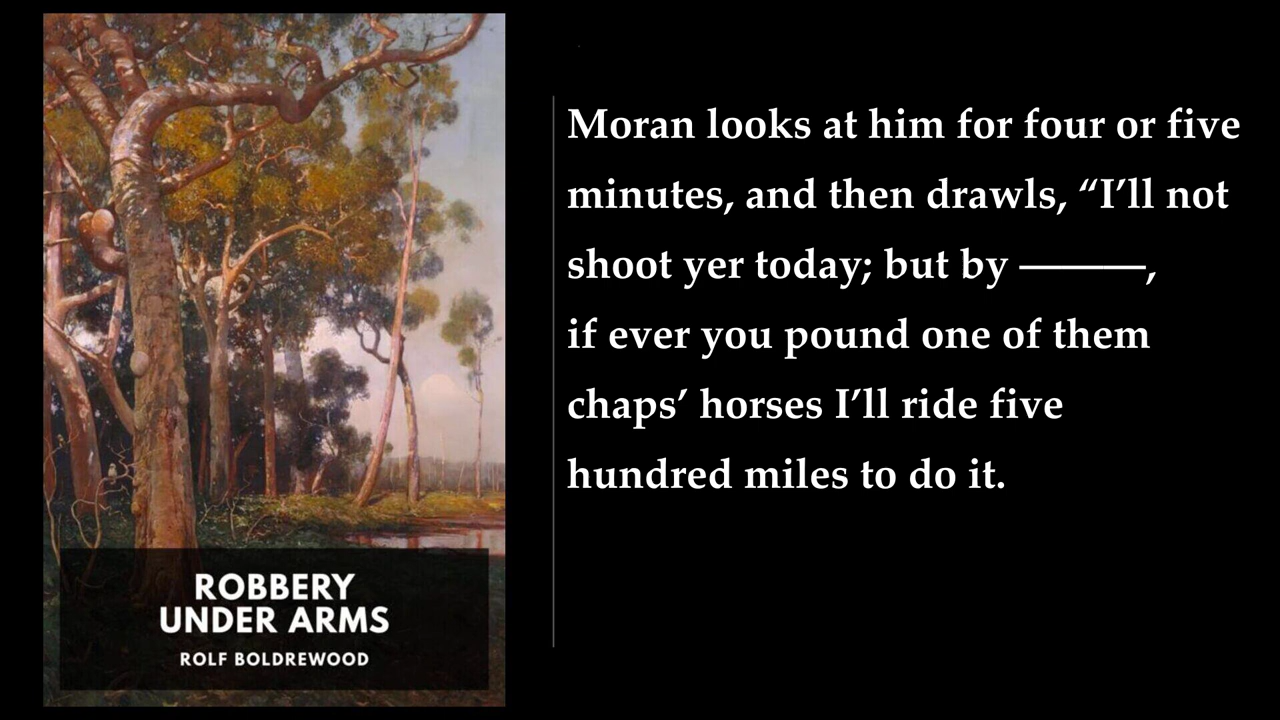 Moran looks at him for four or five
minutes, and then drawls, “I’ll not
shoot yer today; but by ———,
if ever you pound one of them
chaps’ horses I’ll ride five
hundred miles to do it.
ROBBERY
UNDER ARMS
ROLF BOLDREWOOD